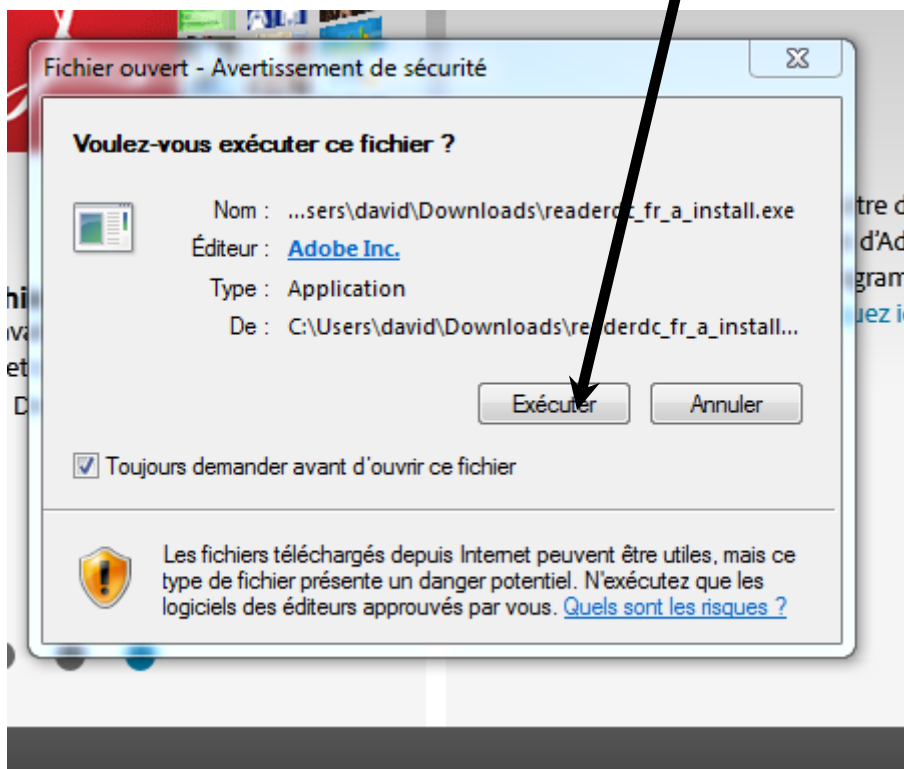 Fichier ouvert - Avertissement de sécurité
Voulez-vous exécuter ce fichier ?
Nom : ...sers\david\Downloads\readerdc_fr_a_install.exe
Éditeur : Adobe Inc.
Type : Application
De : C:\Users\david\Downloads\readerdc_fr_a_install...
Exécuter Annuler
Toujours demander avant d'ouvrir ce fichier
Les fichiers téléchargés depuis Internet peuvent être utiles, mais ce
type de fichier présente un danger potentiel. N'exécutez que les
logiciels des éditeurs approuvés par vous. Quels sont les risques ?